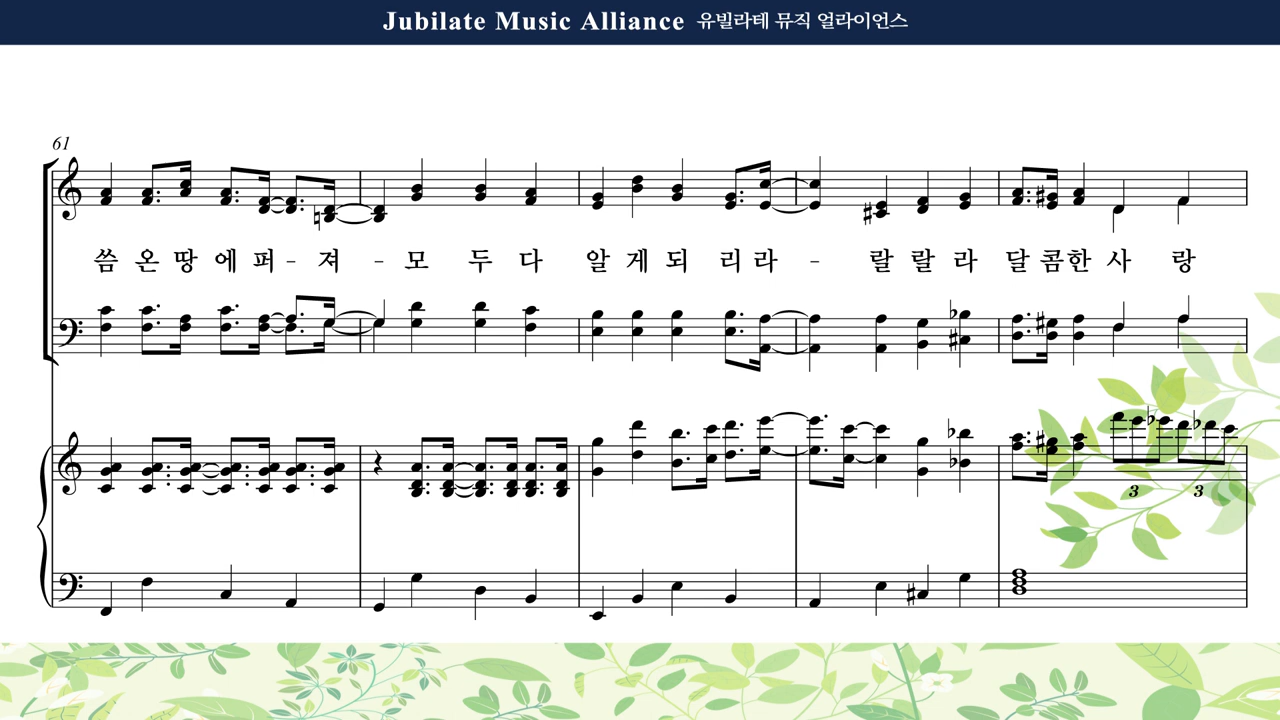 Jubilate Music Alliance 유빌라테 뮤직 얼라이언스
61
씀 온 땅 에 퍼 - 져 - 모 두 다 알 게 되 리 라 - 랄 랄 라 달 콤 한 사 랑
3 3